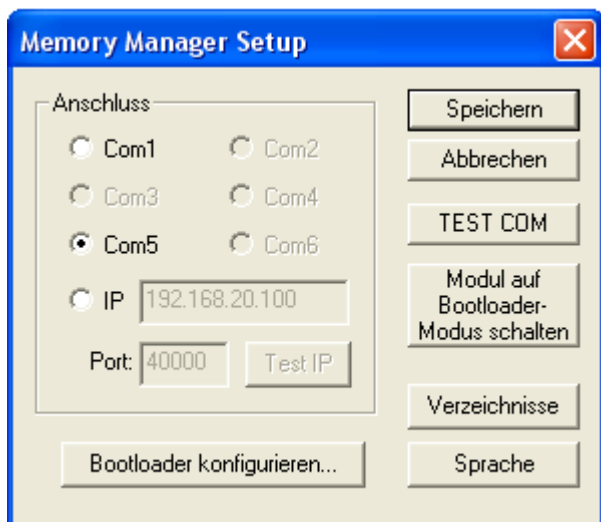 Memory Manager Setup
Anschluss
Com1 Com2
Com3 Com4
Com5 Com6
IP 192.168.20.100
Port: 40000 Test IP
Bootloader konfigurieren...
Speichern
Abbrechen
TEST COM
Modul auf
Bootloader-
Modus schalten
Verzeichnisse
Sprache